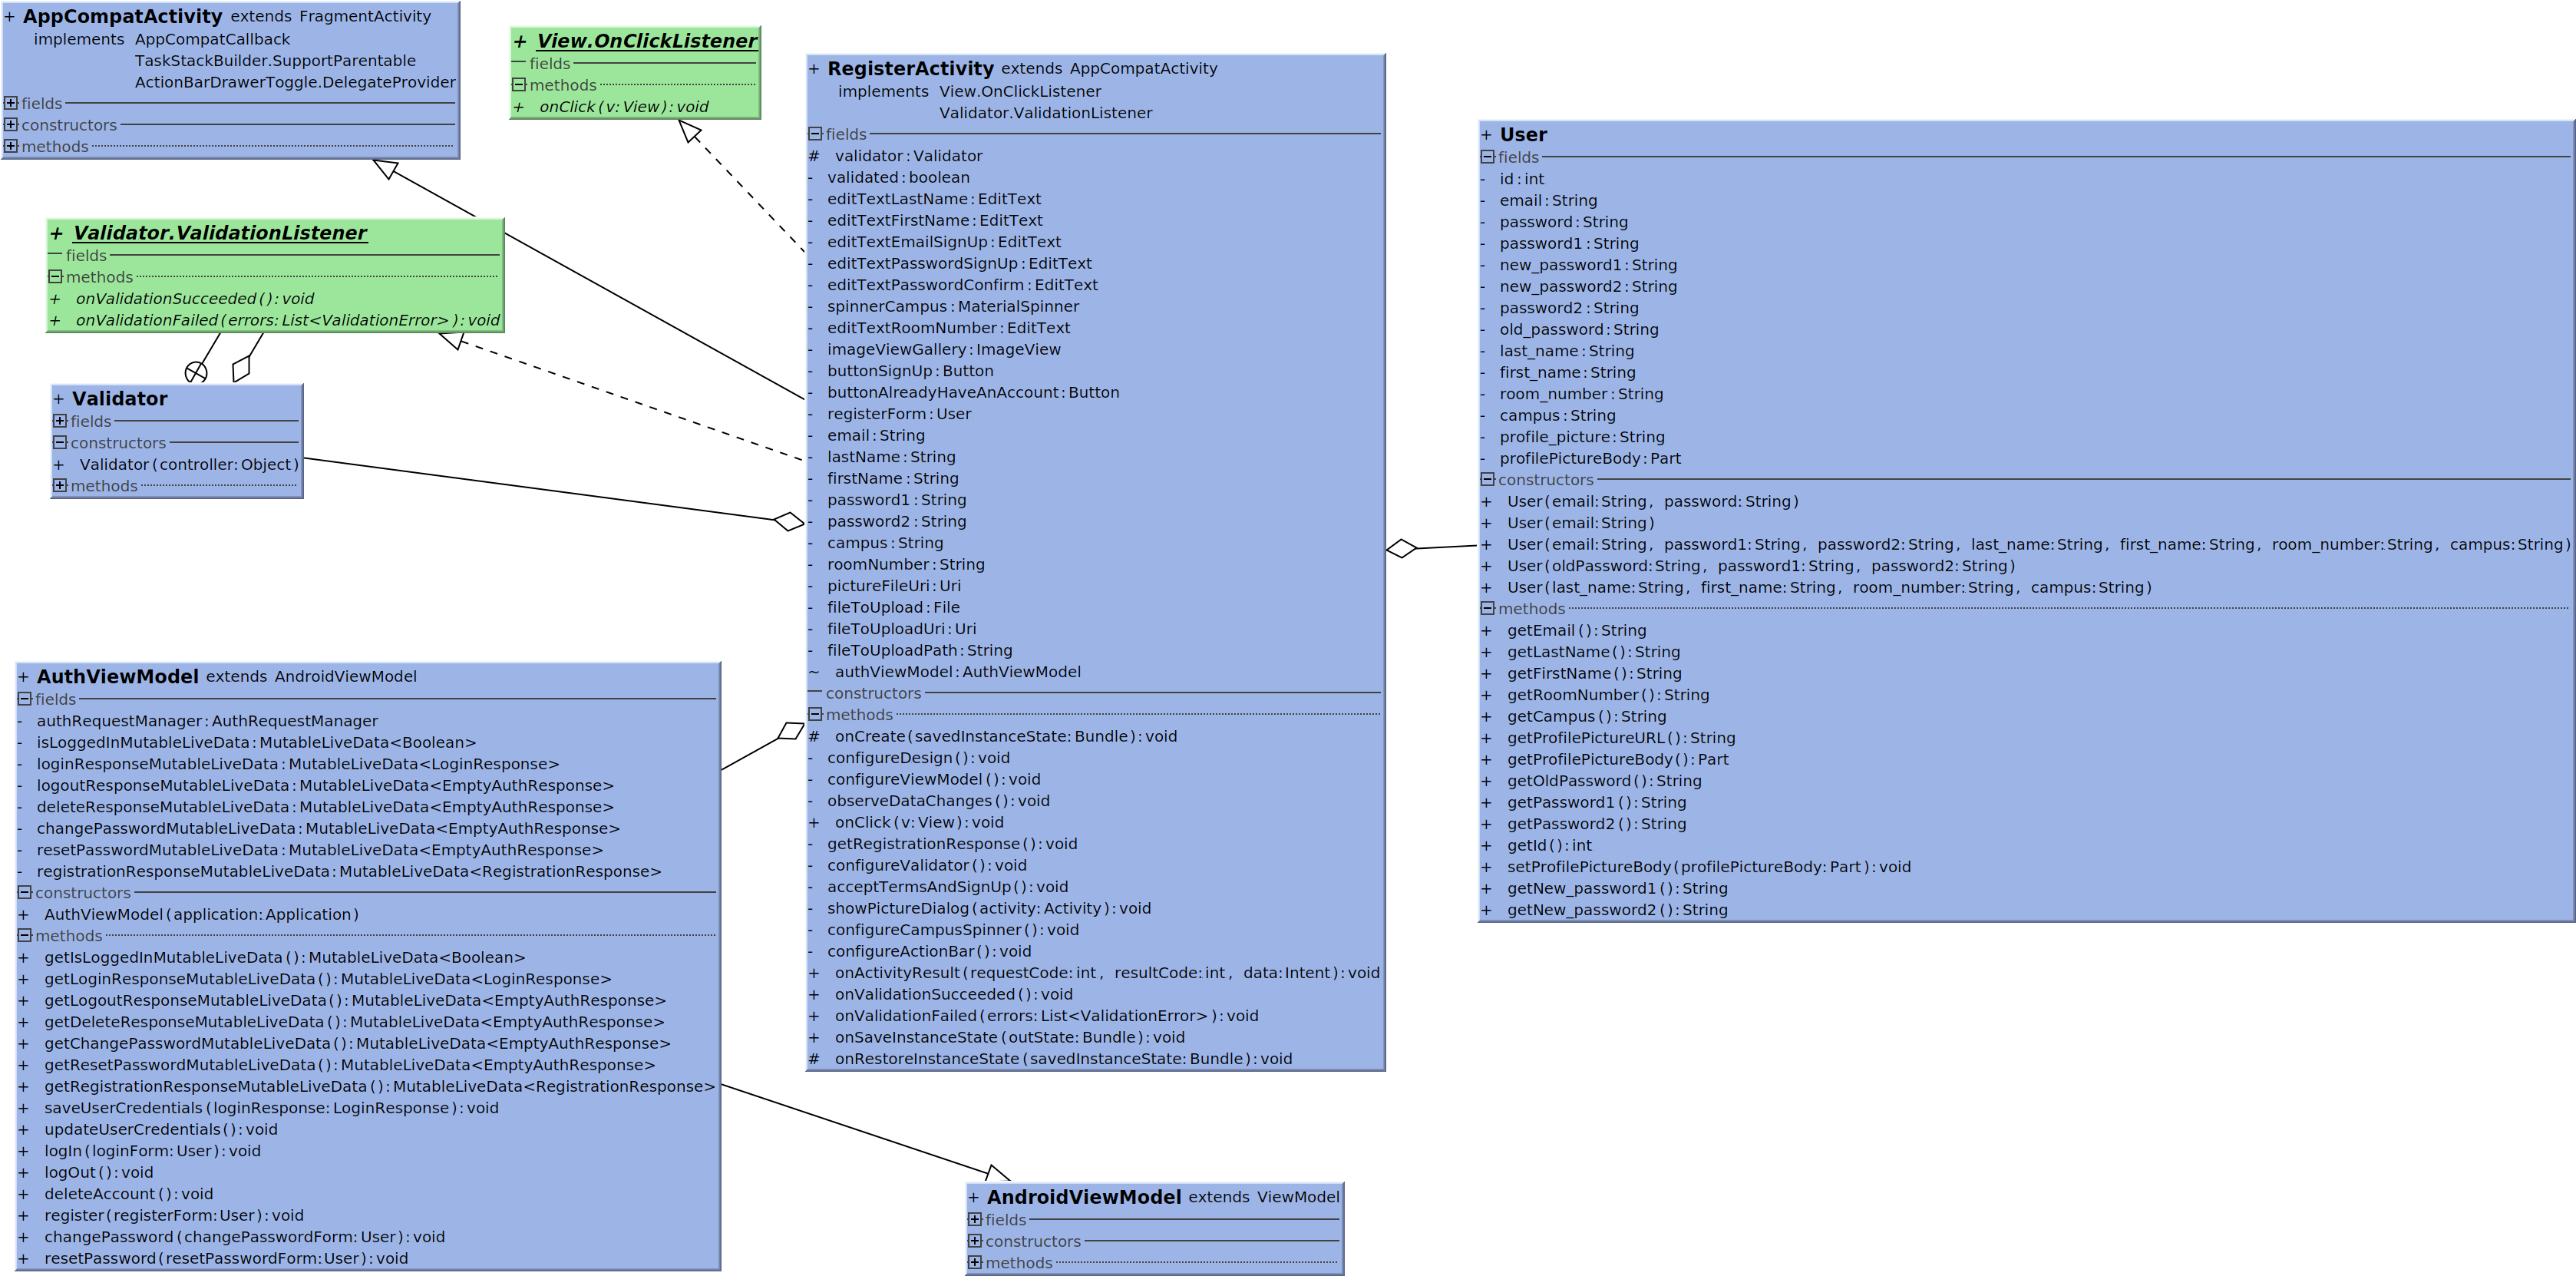 + AppCompatActivity extends FragmentActivity
implements AppCompatCallback
TaskStackBuilder.SupportParentable
ActionBarDrawerToggle.DelegateProvider
fields
constructors
methods
+ View.OnClickListener
fields
methods
+ onClick(v:View):void
+ Validator.ValidationListener
fields
methods
+ onValidationSucceeded():void
+ onValidationFailed(errors:List<ValidationError>):void
+ Validator
fields
constructors
+ Validator(controller:Object)
methods
+ AuthViewModel extends AndroidViewModel
fields
- authRequestManager:AuthRequestManager
- isLoggedInMutableLiveData:MutableLiveData<Boolean>
- loginResponseMutableLiveData:MutableLiveData<LoginResponse>
- logoutResponseMutableLiveData:MutableLiveData<EmptyAuthResponse>
- deleteResponseMutableLiveData:MutableLiveData<EmptyAuthResponse>
- changePasswordMutableLiveData:MutableLiveData<EmptyAuthResponse>
- resetPasswordMutableLiveData:MutableLiveData<EmptyAuthResponse>
- registrationResponseMutableLiveData:MutableLiveData<RegistrationResponse>
constructors
+ AuthViewModel(application:Application)
methods
+ getIsLoggedInMutableLiveData():MutableLiveData<Boolean>
+ getLoginResponseMutableLiveData():MutableLiveData<LoginResponse>
+ getLogoutResponseMutableLiveData():MutableLiveData<EmptyAuthResponse>
+ getDeleteResponseMutableLiveData():MutableLiveData<EmptyAuthResponse>
+ getChangePasswordMutableLiveData():MutableLiveData<EmptyAuthResponse>
+ getResetPasswordMutableLiveData():MutableLiveData<EmptyAuthResponse>
+ getRegistrationResponseMutableLiveData():MutableLiveData<RegistrationResponse>
+ saveUserCredentials(loginResponse:LoginResponse):void
+ updateUserCredentials():void
+ logIn(loginForm:User):void
+ logOut():void
+ deleteAccount():void
+ register(registerForm:User):void
+ changePassword(changePasswordForm:User):void
+ resetPassword(resetPasswordForm:User):void
+ RegisterActivity extends AppCompatActivity
implements View.OnClickListener
Validator.ValidationListener
fields
# validator:Validator
- validated:boolean
- editTextLastName:EditText
- editTextFirstName:EditText
- editTextEmailSignUp:EditText
- editTextPasswordSignUp:EditText
- editTextPasswordConfirm:EditText
- spinnerCampus:MaterialSpinner
- editTextRoomNumber:EditText
- imageViewGallery:ImageView
- buttonSignUp:Button
- buttonAlreadyHaveAnAccount:Button
- registerForm:User
- email:String
- lastName:String
- firstName:String
- password1:String
- password2:String
- campus:String
- roomNumber:String
- pictureFileUri:Uri
- fileToUpload:File
- fileToUploadUri:Uri
- fileToUploadPath:String
~ authViewModel:AuthViewModel
constructors
methods
# onCreate(savedInstanceState:Bundle):void
- configureDesign():void
- configureViewModel():void
- observeDataChanges():void
+ onClick(v:View):void
- getRegistrationResponse():void
- configureValidator():void
- acceptTermsAndSignUp():void
- showPictureDialog(activity:Activity):void
- configureCampusSpinner():void
- configureActionBar():void
+ onActivityResult(requestCode:int, resultCode:int, data:Intent):void
+ onValidationSucceeded():void
+ onValidationFailed(errors:List<ValidationError>):void
+ onSaveInstanceState(outState:Bundle):void
# onRestoreInstanceState(savedInstanceState:Bundle):void
+ AndroidViewModel extends ViewModel
fields
constructors
methods
+ User
fields
- id:int
- email:String
- password:String
- password1:String
- new_password1:String
- new_password2:String
- password2:String
- old_password:String
- last_name:String
- first_name:String
- room_number:String
- campus:String
- profile_picture:String
- profilePictureBody:Part
constructors
+ User(email:String, password:String)
+ User(email:String)
+ User(email:String, password1:String, password2:String, last_name:String, first_name:String, room_number:String, campus:String)
+ User(oldPassword:String, password1:String, password2:String)
+ User(last_name:String, first_name:String, room_number:String, campus:String)
methods
+ getEmail():String
+ getLastName():String
+ getFirstName():String
+ getRoomNumber():String
+ getCampus():String
+ getProfilePictureURL():String
+ getProfilePictureBody():Part
+ getOldPassword():String
+ getPassword1():String
+ getPassword2():String
+ getId():int
+ setProfilePictureBody(profilePictureBody:Part):void
+ getNew_password1():String
+ getNew_password2():String